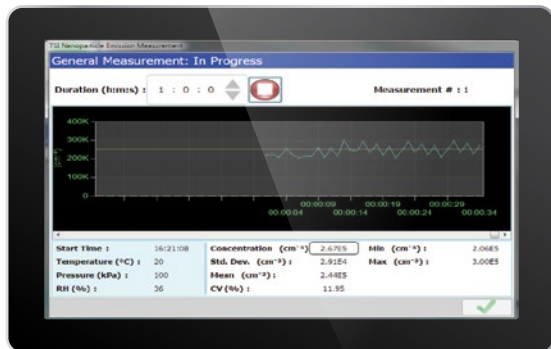 TSI Nanoparticle Emission Measurement
General Measurement: In Progress
Duration (h:m:s) : 1 : 0 : 0 Measurement # : 1
400K
[cm⁻³]
200K
100K
0
00:00:09 00:00:19 00:00:29
00:00:04 00:00:14 00:00:24 00:00:34
Start Time : 16:21:08 Concentration (cm⁻³) 2.67E5 Min (cm⁻³) : 2.06E5
Temperature (°C) : 20 Std. Dev. (cm⁻³) : 2.91E4 Max (cm⁻³) : 3.00E5
Pressure (kPa) : 100 Mean (cm⁻³) : 2.44E5
RH (%) : 36 CV (%) : 11.95